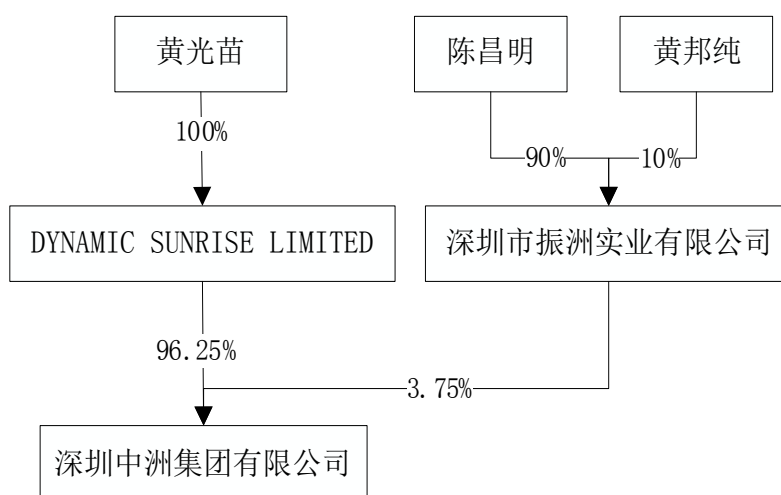 黄光苗
陈昌明
黄邦纯
100%
90%
10%
DYNAMIC SUNRISE LIMITED
深圳市振洲实业有限公司
96.25%
3.75%
深圳中洲集团有限公司